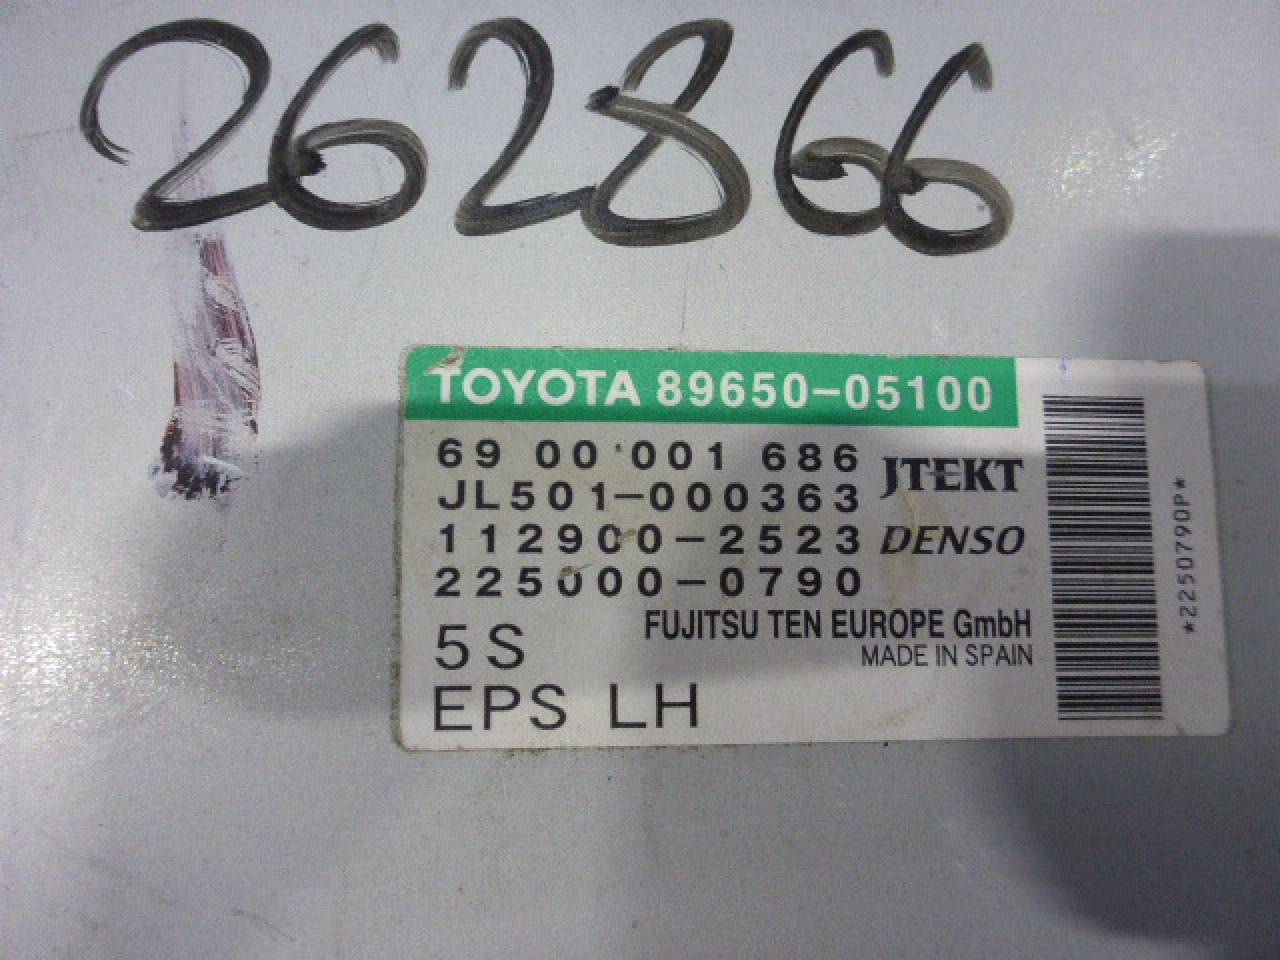 262866
TOYOTA 89650-05100
69 00 001 686
JL501-000363
JTEKT
112900-2523
DENSO
225000-0790
FUJITSU TEN EUROPE GmbH
5S
MADE IN SPAIN
EPS LH
*2250790P*